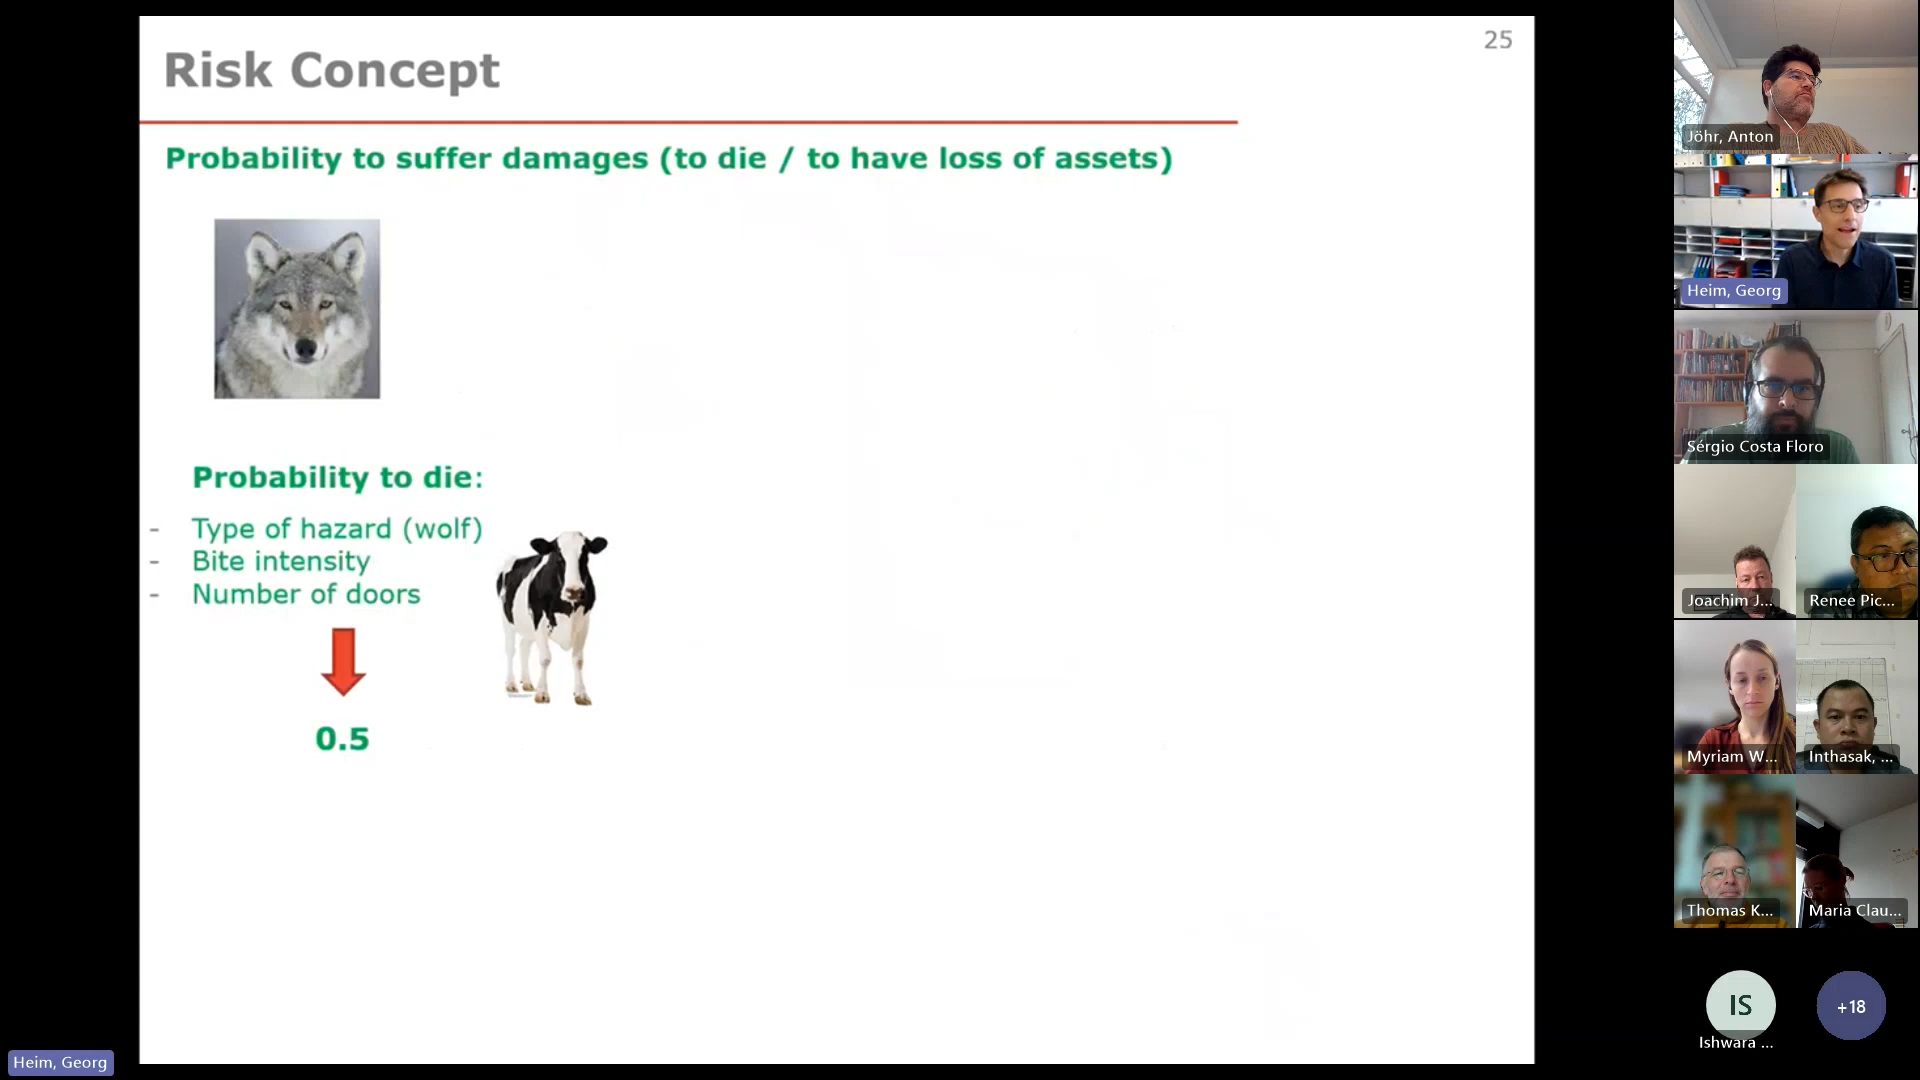 Risk Concept
25
Probability to suffer damages (to die / to have loss of assets)
Probability to die:
- Type of hazard (wolf)
- Bite intensity
- Number of doors
0.5
Heim, Georg
Jöhr, Anton
Heim, Georg
Sérgio Costa Floro
Joachim J...
Renee Pic...
Myriam W...
Inthasak, ...
Thomas K...
Maria Clau...
IS
+18
Ishwara ...